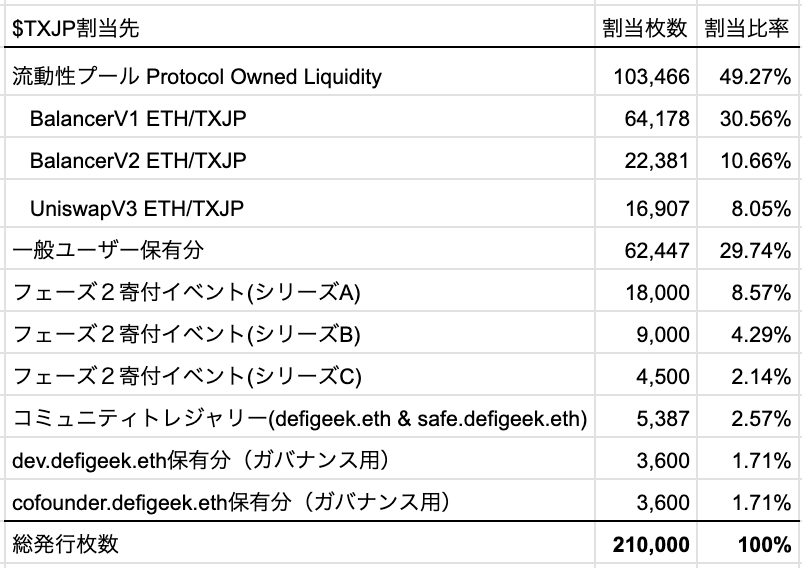 $TXJP割当先 割当枚数 割当比率
流動性プール Protocol Owned Liquidity 103,466 49.27%
BalancerV1 ETH/TXJP 64,178 30.56%
BalancerV2 ETH/TXJP 22,381 10.66%
UniswapV3 ETH/TXJP 16,907 8.05%
一般ユーザー保有分 62,447 29.74%
フェーズ２寄付イベント(シリーズA) 18,000 8.57%
フェーズ２寄付イベント(シリーズB) 9,000 4.29%
フェーズ２寄付イベント(シリーズC) 4,500 2.14%
コミュニティトレジャリー(defigeek.eth & safe.defigeek.eth) 5,387 2.57%
dev.defigeek.eth保有分（ガバナンス用） 3,600 1.71%
cofounder.defigeek.eth保有分（ガバナンス用） 3,600 1.71%
総発行枚数 210,000 100%